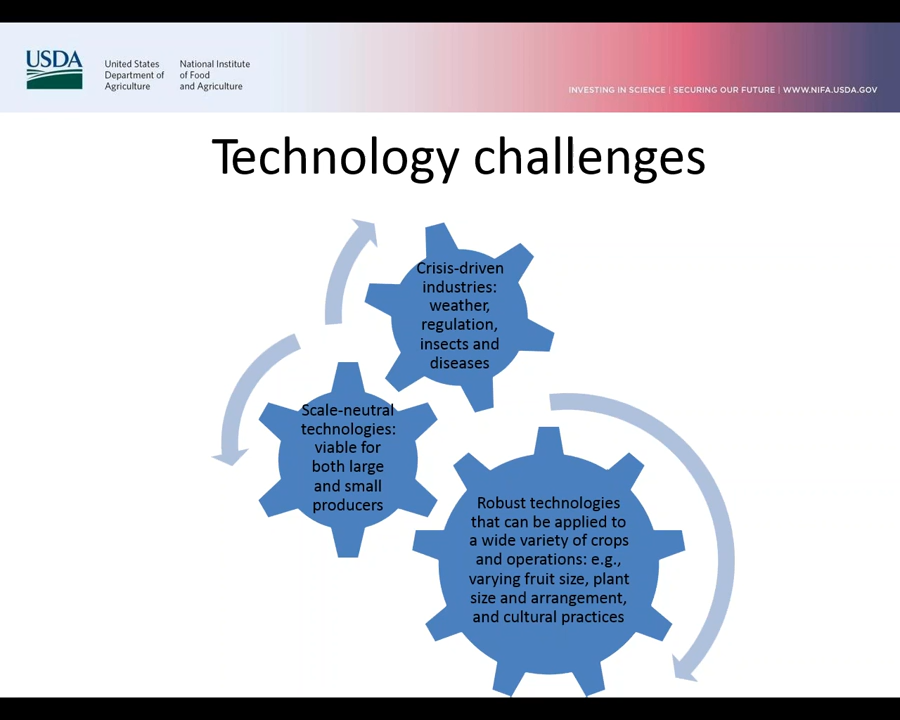 USDA
United States
Department of
Agriculture
National Institute
of Food
and Agriculture
INVESTING IN SCIENCE | SECURING OUR FUTURE | WWW.NIFA.USDA.GOV
Technology challenges
Crisis-driven
industries:
weather,
regulation,
insects and
diseases
Scale-neutral
technologies:
viable for
both large
and small
producers
Robust technologies
that can be applied to
a wide variety of crops
and operations: e.g.,
varying fruit size, plant
size and arrangement,
and cultural practices